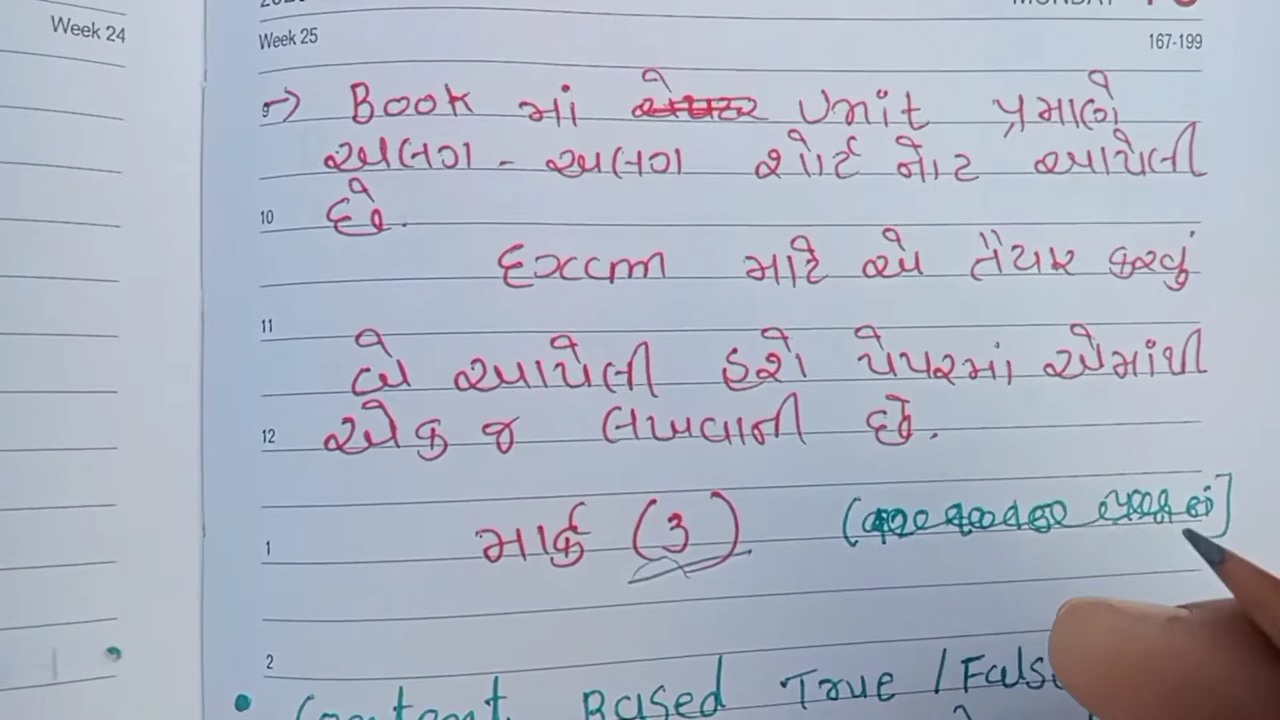 Week 24
Week 25
167-199
→ Book માં Unit પ્રમાણે
અલગ - અલગ શોર્ટ નોટ આપેલી
10 છે.
Exam માટે એ તૈયાર કરવું
11
બે આપેલી હશે પેપરમાં એમાંથી
12 એક જ લખવાની છે.
1 માર્ક (3)
2
• Content Based True / False